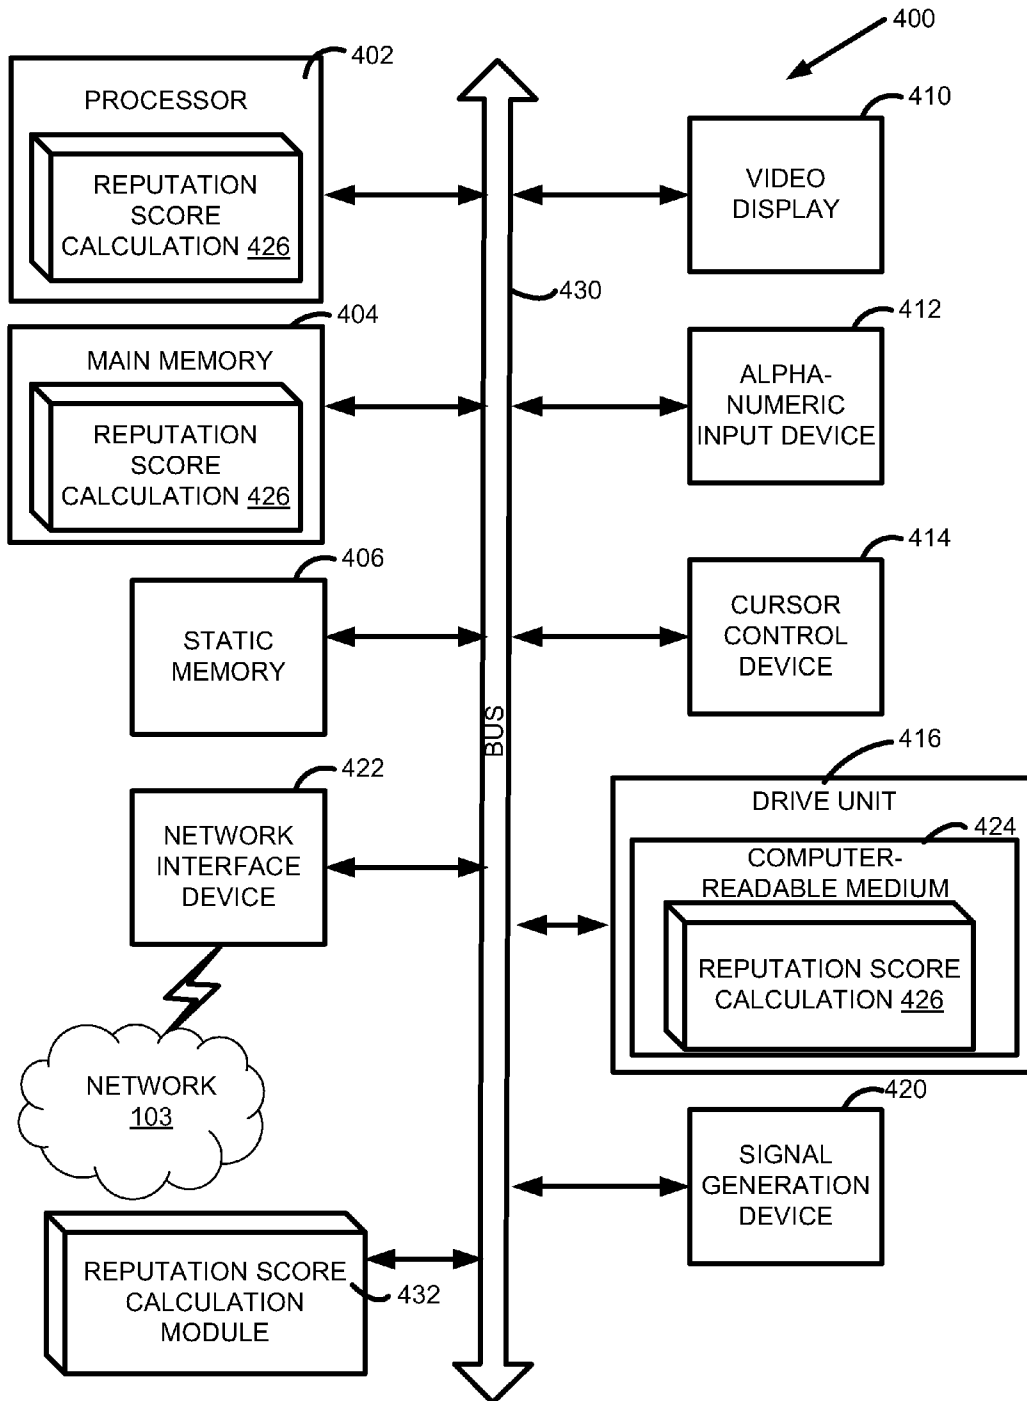 400
402
PROCESSOR
REPUTATION
SCORE
CALCULATION 426
410
VIDEO
DISPLAY
430
404
MAIN MEMORY
REPUTATION
SCORE
CALCULATION 426
412
ALPHA-
NUMERIC
INPUT DEVICE
406
STATIC
MEMORY
414
CURSOR
CONTROL
DEVICE
BUS
422
NETWORK
INTERFACE
DEVICE
416
DRIVE UNIT
424
COMPUTER-
READABLE MEDIUM
REPUTATION SCORE
CALCULATION 426
NETWORK
103
420
SIGNAL
GENERATION
DEVICE
REPUTATION SCORE
CALCULATION
MODULE
432